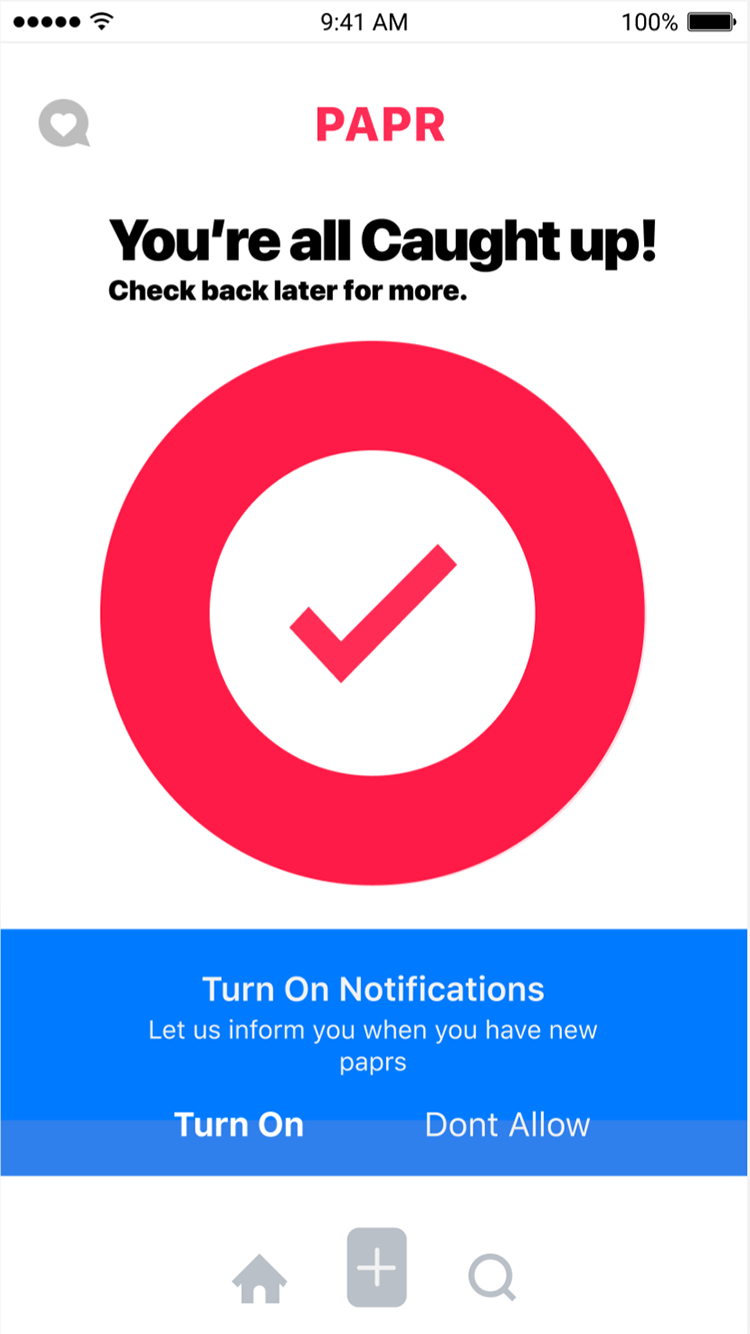 9:41 AM 100%
PAPR
You’re all Caught up!
Check back later for more.
Turn On Notifications
Let us inform you when you have new
paprs
Turn On Dont Allow